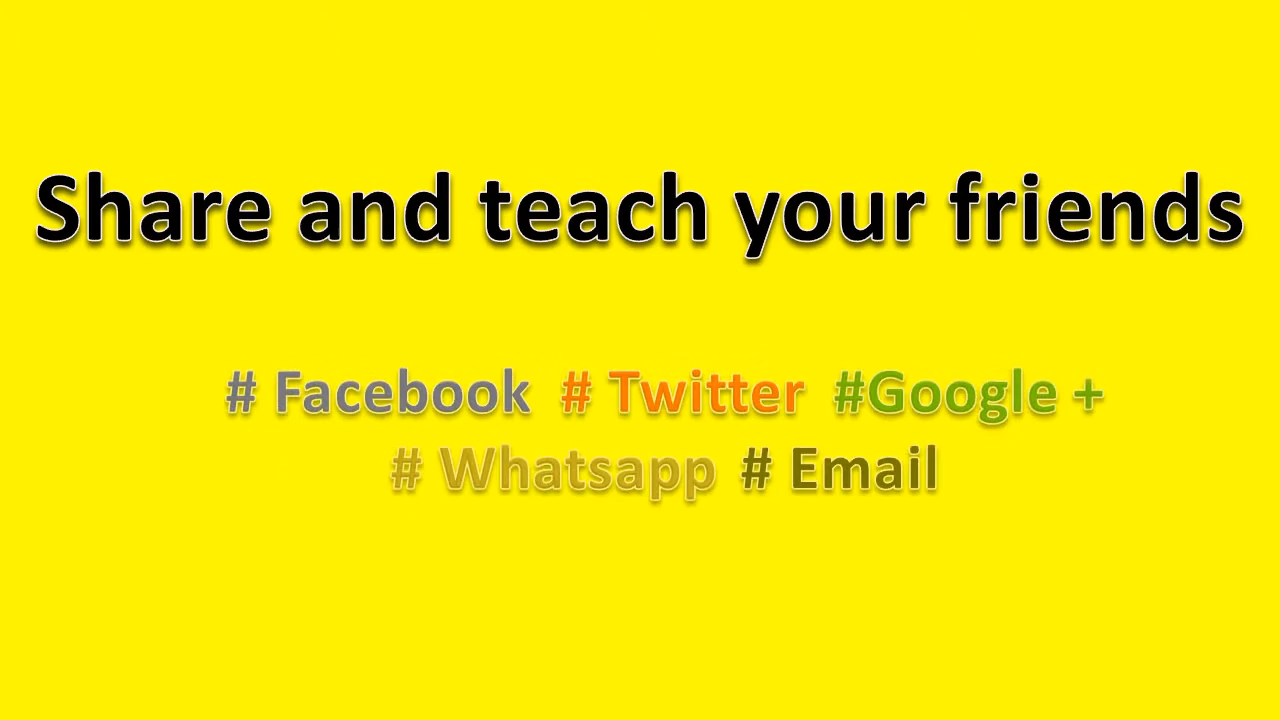 Share and teach your friends
# Facebook # Twitter #Google +
# Whatsapp # Email